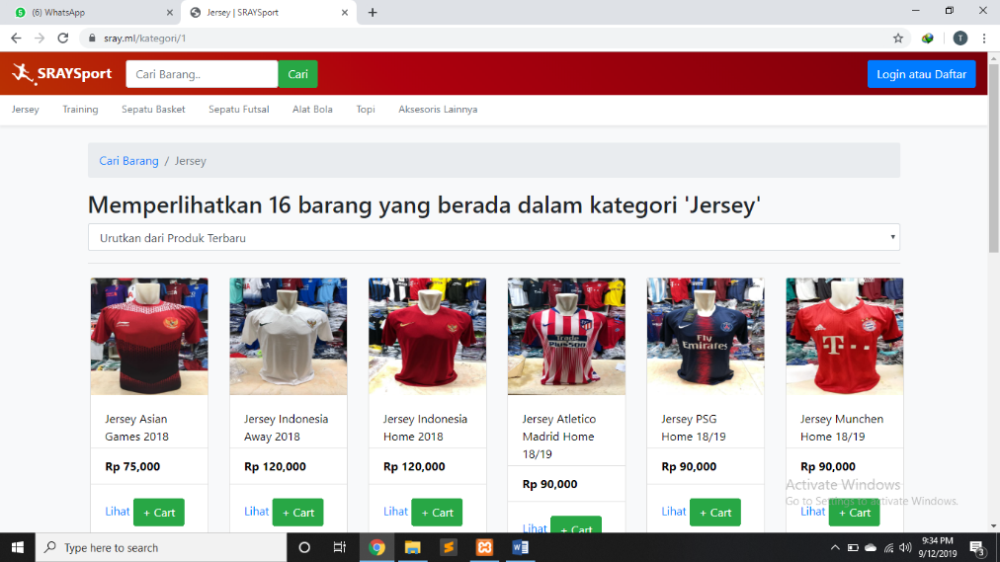 (6) WhatsApp
Jersey | SRAYSport
sray.ml/kategori/1
T
SRAYSport
Cari Barang..
Cari
Login atau Daftar
Jersey Training Sepatu Basket Sepatu Futsal Alat Bola Topi Aksesoris Lainnya
Cari Barang / Jersey
Memperlihatkan 16 barang yang berada dalam kategori 'Jersey'
Urutkan dari Produk Terbaru
Trade
Plus500
Fly
Emirates
T
Jersey Asian
Games 2018
Rp 75,000
Lihat + Cart
Jersey Indonesia
Away 2018
Rp 120,000
Lihat + Cart
Jersey Indonesia
Home 2018
Rp 120,000
Lihat + Cart
Jersey Atletico
Madrid Home
18/19
Rp 90,000
Lihat + Cart
Jersey PSG
Home 18/19
Rp 90,000
Lihat + Cart
Jersey Munchen
Home 18/19
Rp 90,000
Lihat + Cart
Activate Windows
Go to Settings to activate Windows.
Type here to search
9:34 PM
9/12/2019
3